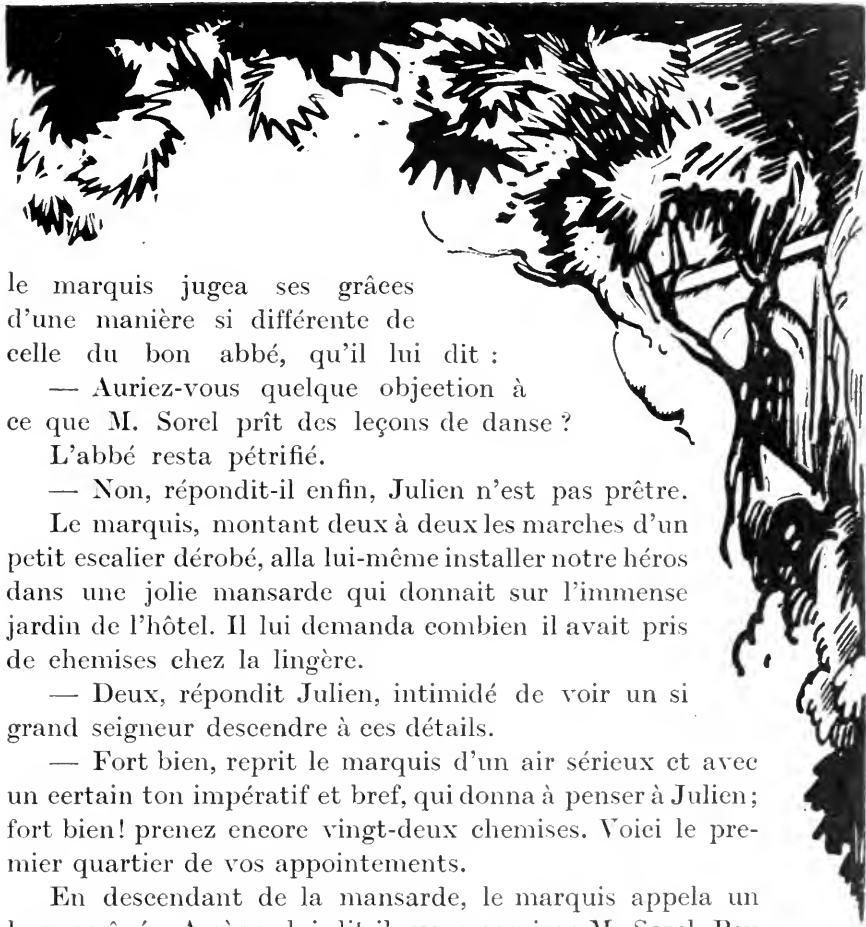 le marquis jugea ses grâces
d'une manière si différente de
celle du bon abbé, qu'il lui dit :
— Auriez-vous quelque objection à
ce que M. Sorel prît des leçons de danse ?
L'abbé resta pétrifié.
— Non, répondit-il enfin, Julien n'est pas prêtre.
Le marquis, montant deux à deux les marches d'un
petit escalier dérobé, alla lui-même installer notre héros
dans une jolie mansarde qui donnait sur l'immense
jardin de l'hôtel. Il lui demanda combien il avait pris
de chemises chez la lingère.
— Deux, répondit Julien, intimidé de voir un si
grand seigneur descendre à ces détails.
— Fort bien, reprit le marquis d'un air sérieux et avec
un certain ton impératif et bref, qui donna à penser à Julien;
fort bien! prenez encore vingt-deux chemises. Voici le pre-
mier quartier de vos appointements.
En descendant de la mansarde, le marquis appela un